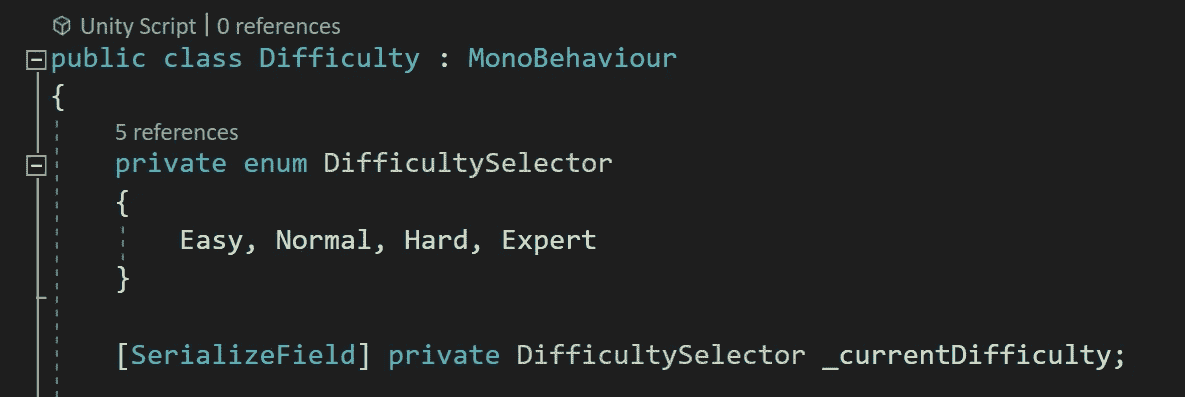 Unity Script | 0 references
public class Difficulty : MonoBehaviour
{
5 references
private enum DifficultySelector
{
Easy, Normal, Hard, Expert
}
[SerializeField] private DifficultySelector _currentDifficulty;